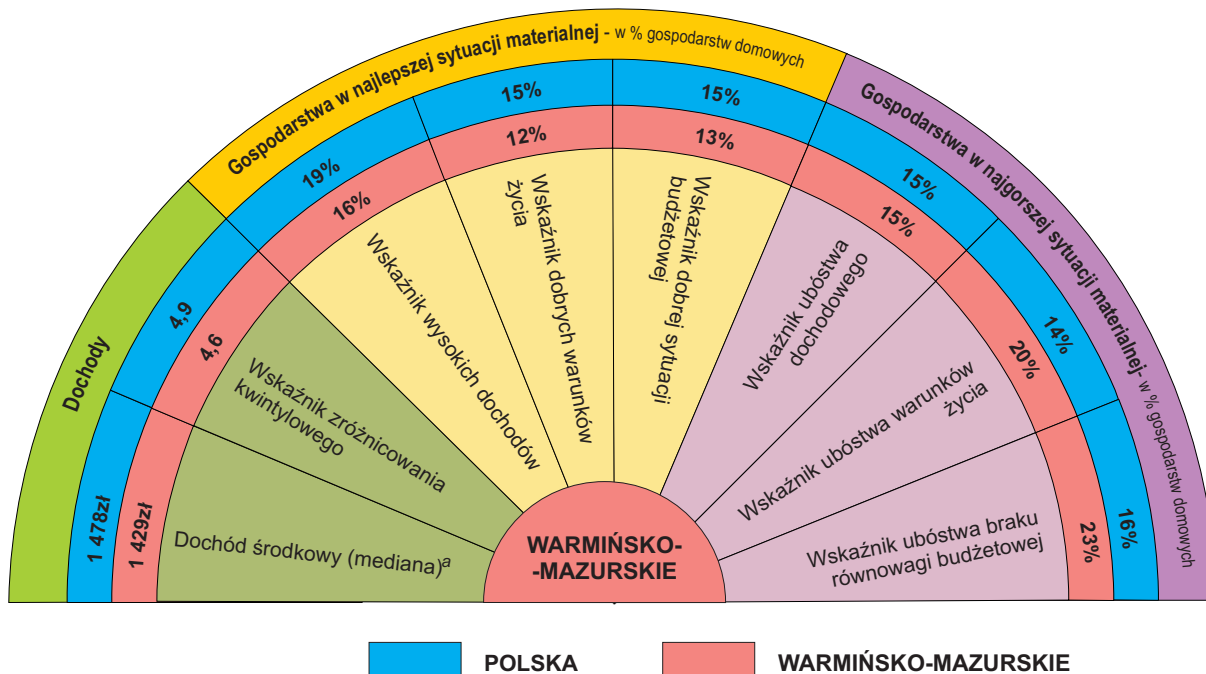 Dochody
Gospodarstwa w najlepszej sytuacji materialnej - w % gospodarstw domowych
Gospodarstwa w najgorszej sytuacji materialnej- w % gospodarstw domowych
1 478zł
4,9
19%
15%
15%
15%
14%
16%
1 429zł
4,6
16%
12%
13%
15%
20%
23%
Dochód środkowy (mediana)ª
Wskaźnik zróżnicowania
kwintylowego
Wskaźnik wysokich dochodów
Wskaźnik dobrych warunków
życia
Wskaźnik dobrej sytuacji
budżetowej
Wskaźnik ubóstwa
dochodowego
Wskaźnik ubóstwa warunków
życia
Wskaźnik ubóstwa braku
równowagi budżetowej
WARMIŃSKO-
-MAZURSKIE
POLSKA
WARMIŃSKO-MAZURSKIE